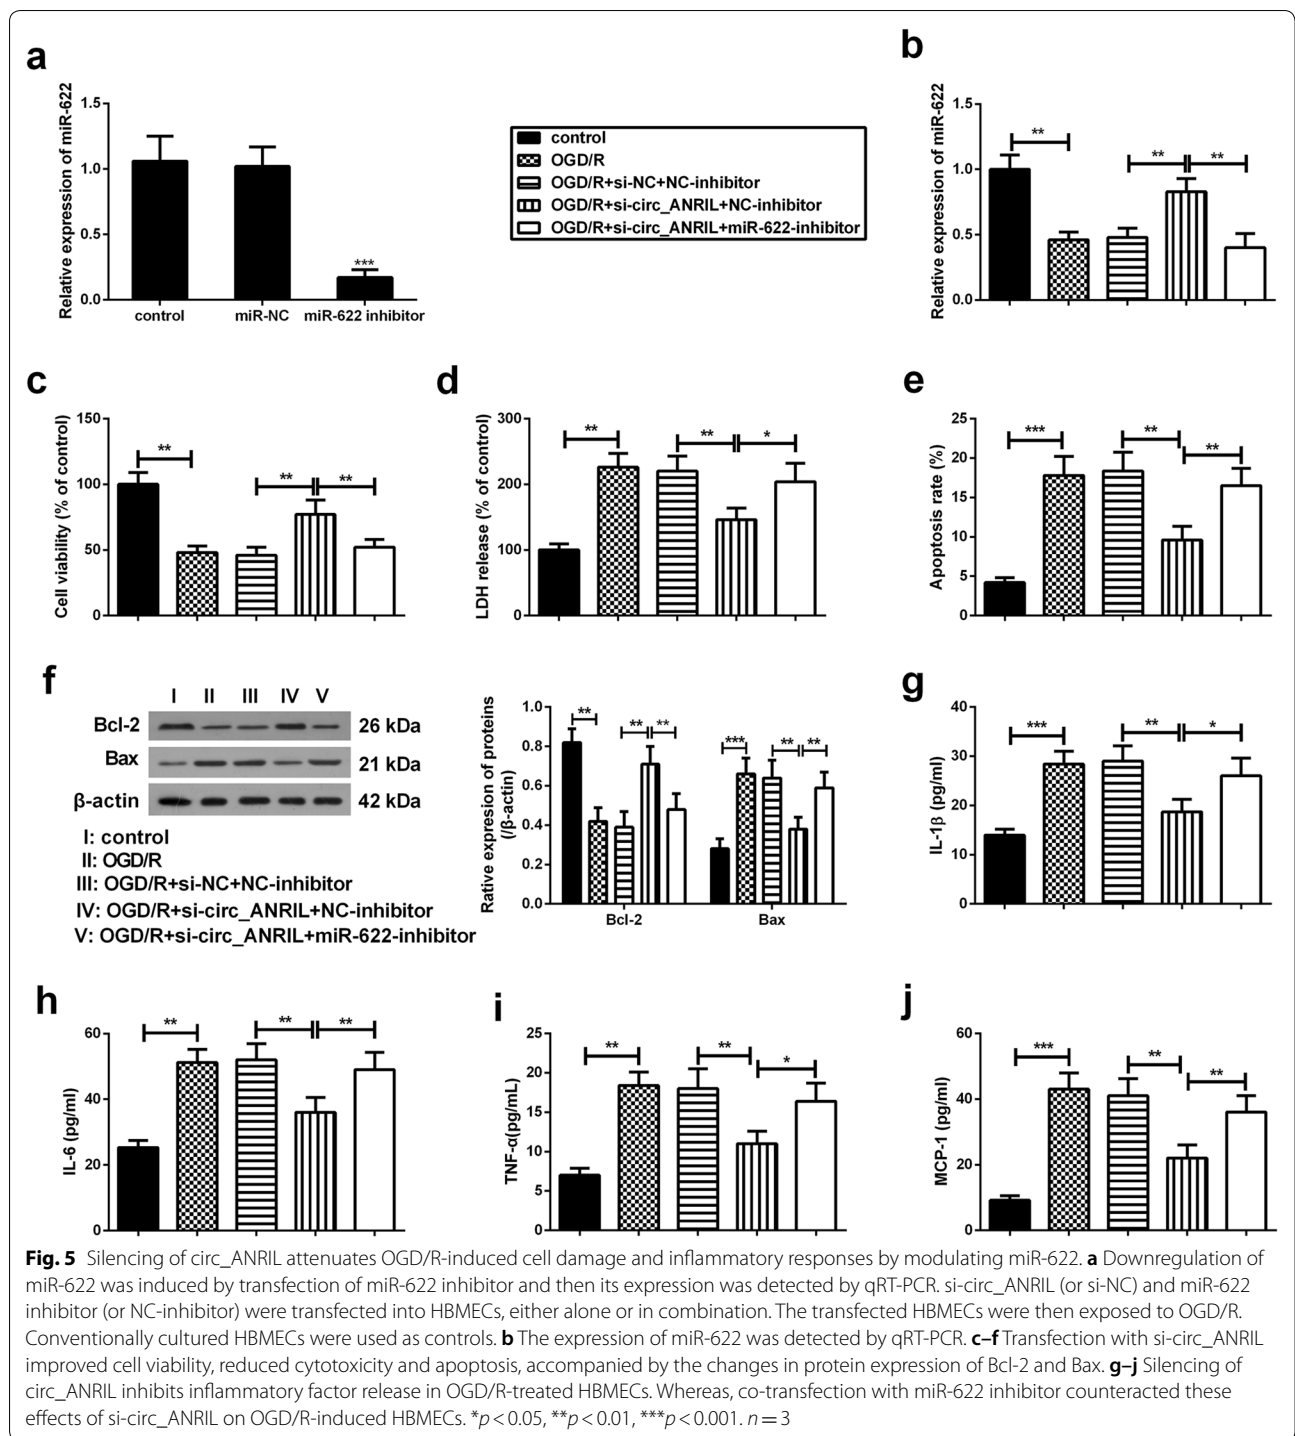 a
Relative expression of miR-622
1.5
1.0
0.5
0.0
***
control
miR-NC
miR-622 inhibitor
control
OGD/R
OGD/R+si-NC+NC-inhibitor
OGD/R+si-circ_ANRIL+NC-inhibitor
OGD/R+si-circ_ANRIL+miR-622-inhibitor
b
Relative expression of miR-622
1.5
1.0
0.5
0.0
**
**
**
c
Cell viability (% of control)
150
100
50
0
**
**
**
d
LDH release (% of control)
300
200
100
0
**
**
*
e
Apoptosis rate (%)
25
20
15
10
5
0
***
**
**
f
I II III IV V
Bcl-2 26 kDa
Bax 21 kDa
β-actin 42 kDa
I: control
II: OGD/R
III: OGD/R+si-NC+NC-inhibitor
IV: OGD/R+si-circ_ANRIL+NC-inhibitor
V: OGD/R+si-circ_ANRIL+miR-622-inhibitor
Rative expression of proteins
(/β-actin)
1.0
0.8
0.6
0.4
0.2
0.0
**
**
**
***
**
**
Bcl-2
Bax
g
IL-1β (pg/ml)
40
30
20
10
0
***
**
*
h
IL-6 (pg/ml)
60
40
20
0
**
**
**
i
TNF-α(pg/mL)
25
20
15
10
5
0
**
**
*
j
MCP-1 (pg/ml)
60
40
20
0
***
**
**
Fig. 5 Silencing of circ_ANRIL attenuates OGD/R-induced cell damage and inflammatory responses by modulating miR-622. a Downregulation of
miR-622 was induced by transfection of miR-622 inhibitor and then its expression was detected by qRT-PCR. si-circ_ANRIL (or si-NC) and miR-622
inhibitor (or NC-inhibitor) were transfected into HBMECs, either alone or in combination. The transfected HBMECs were then exposed to OGD/R.
Conventionally cultured HBMECs were used as controls. b The expression of miR-622 was detected by qRT-PCR. c–f Transfection with si-circ_ANRIL
improved cell viability, reduced cytotoxicity and apoptosis, accompanied by the changes in protein expression of Bcl-2 and Bax. g–j Silencing of
circ_ANRIL inhibits inflammatory factor release in OGD/R-treated HBMECs. Whereas, co-transfection with miR-622 inhibitor counteracted these
effects of si-circ_ANRIL on OGD/R-induced HBMECs. *p < 0.05, **p < 0.01, ***p < 0.001. n = 3